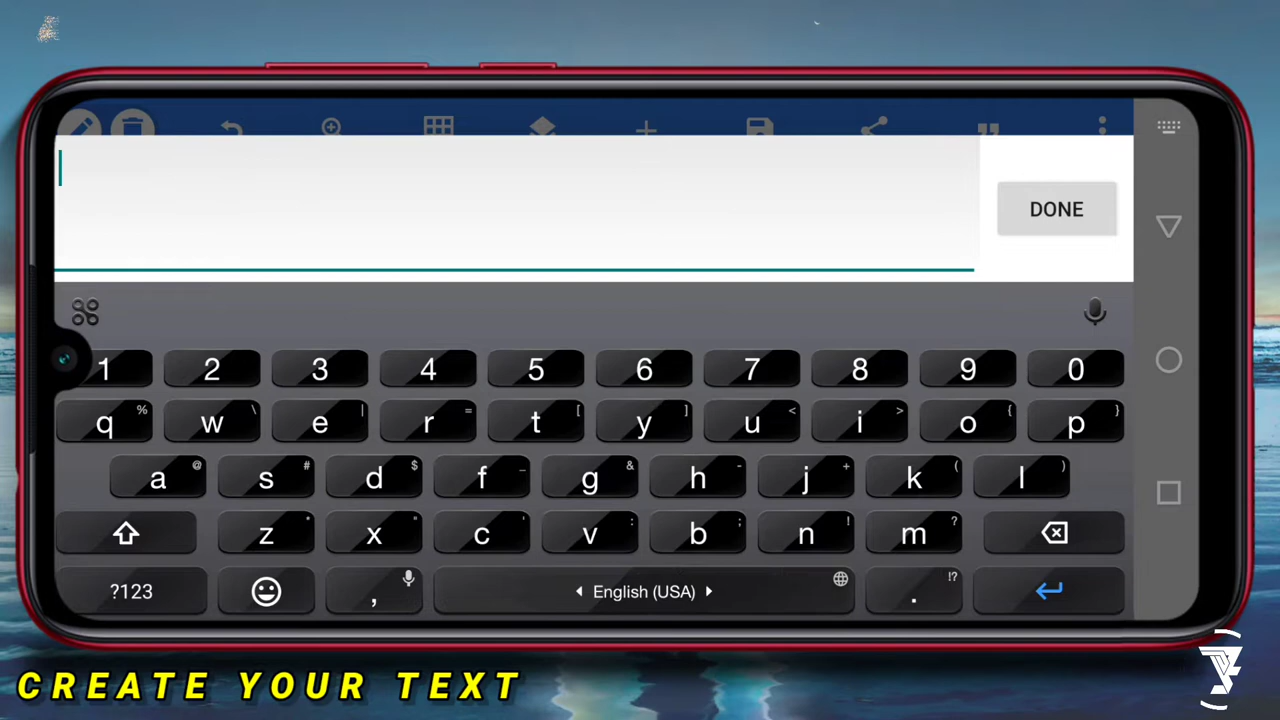 DONE
1 2 3 4 5 6 7 8 9 0
q % w \ e | r = t [ y ] u < i > o { p }
a @ s # d $ f _ g & h - j + k ( l )
z * x " c ' v : b ; n ! m ?
?123 , English (USA) . !?
CREATE YOUR TEXT